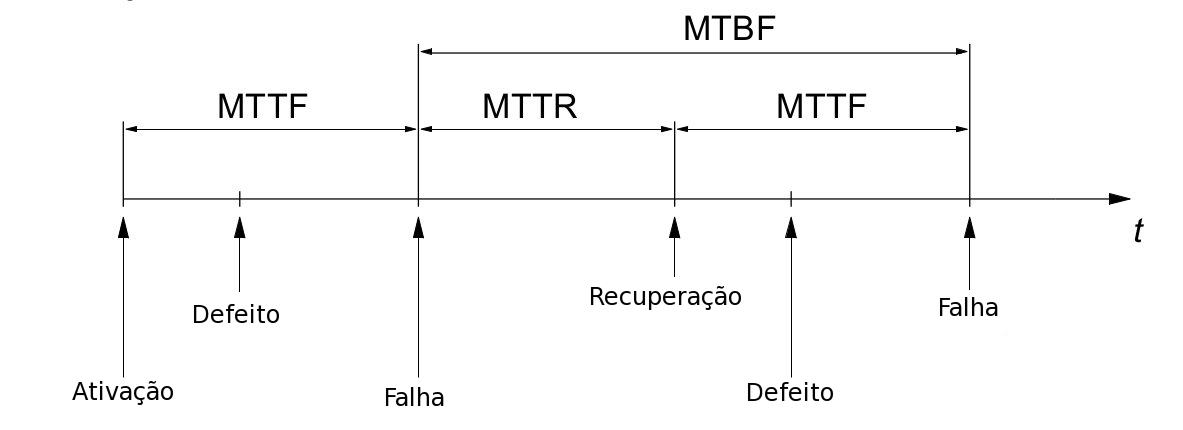 MTBF
MTTF
MTTR
MTTF
t
Defeito
Recuperação
Falha
Ativação
Falha
Defeito